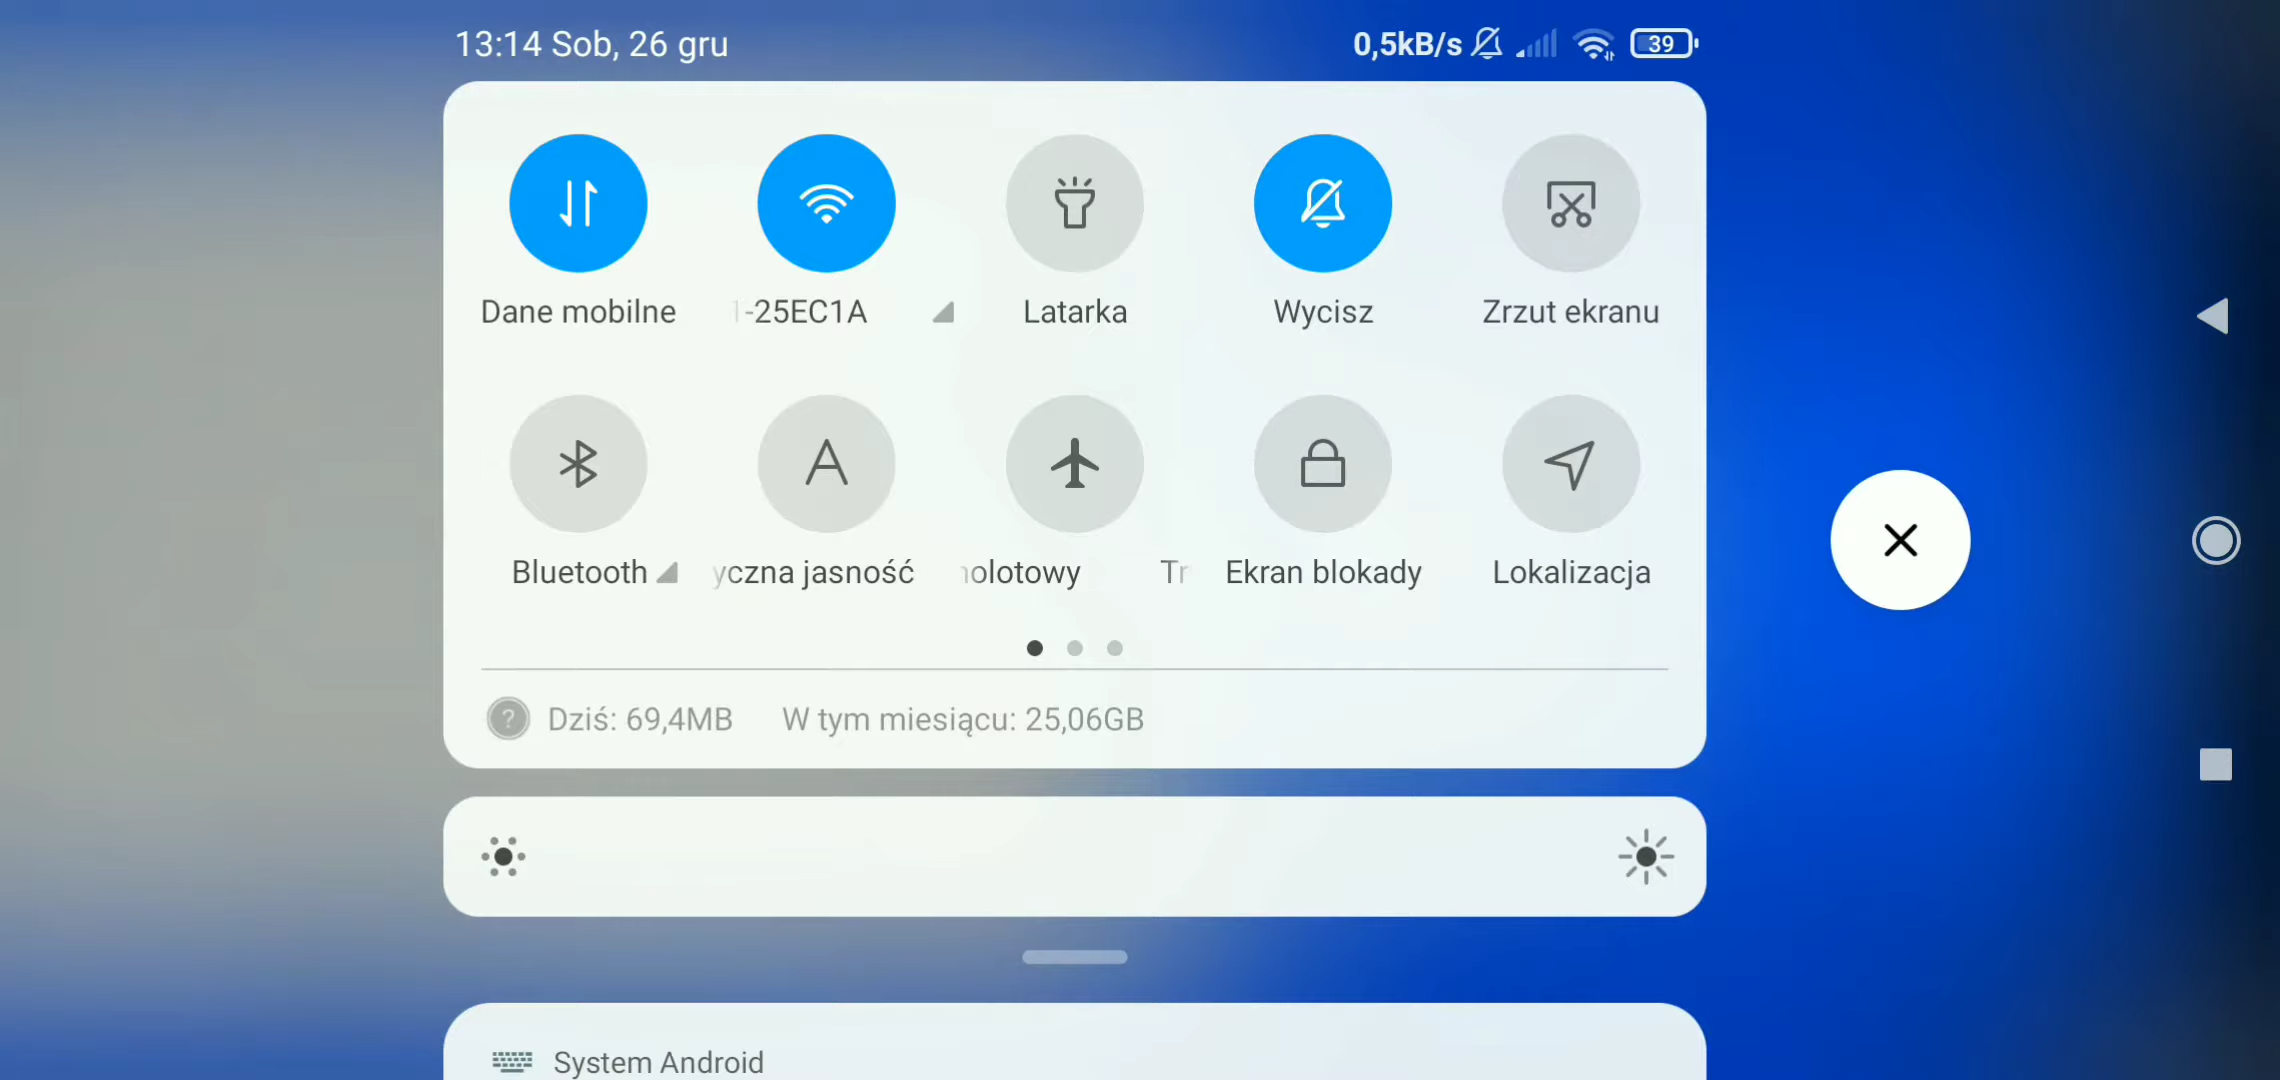 13:14 Sob, 26 gru 0,5kB/s 39
Dane mobilne -25EC1A Latarka Wycisz Zrzut ekranu
Bluetooth yczna jasność olotowy Tr Ekran blokady Lokalizacja
? Dziś: 69,4MB W tym miesiącu: 25,06GB
System Android